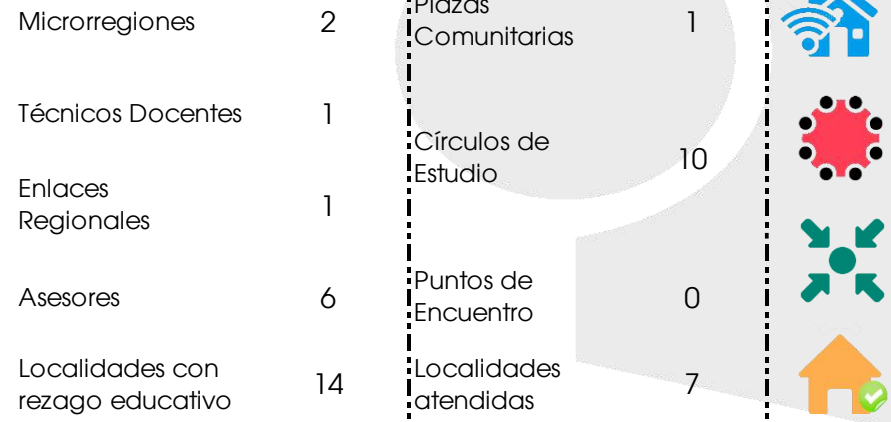 Microrregiones 2
Técnicos Docentes 1
Enlaces
Regionales 1
Asesores 6
Localidades con
rezago educativo 14
Plazas
Comunitarias 1
Círculos de
Estudio 10
Puntos de
Encuentro 0
Localidades
atendidas 7